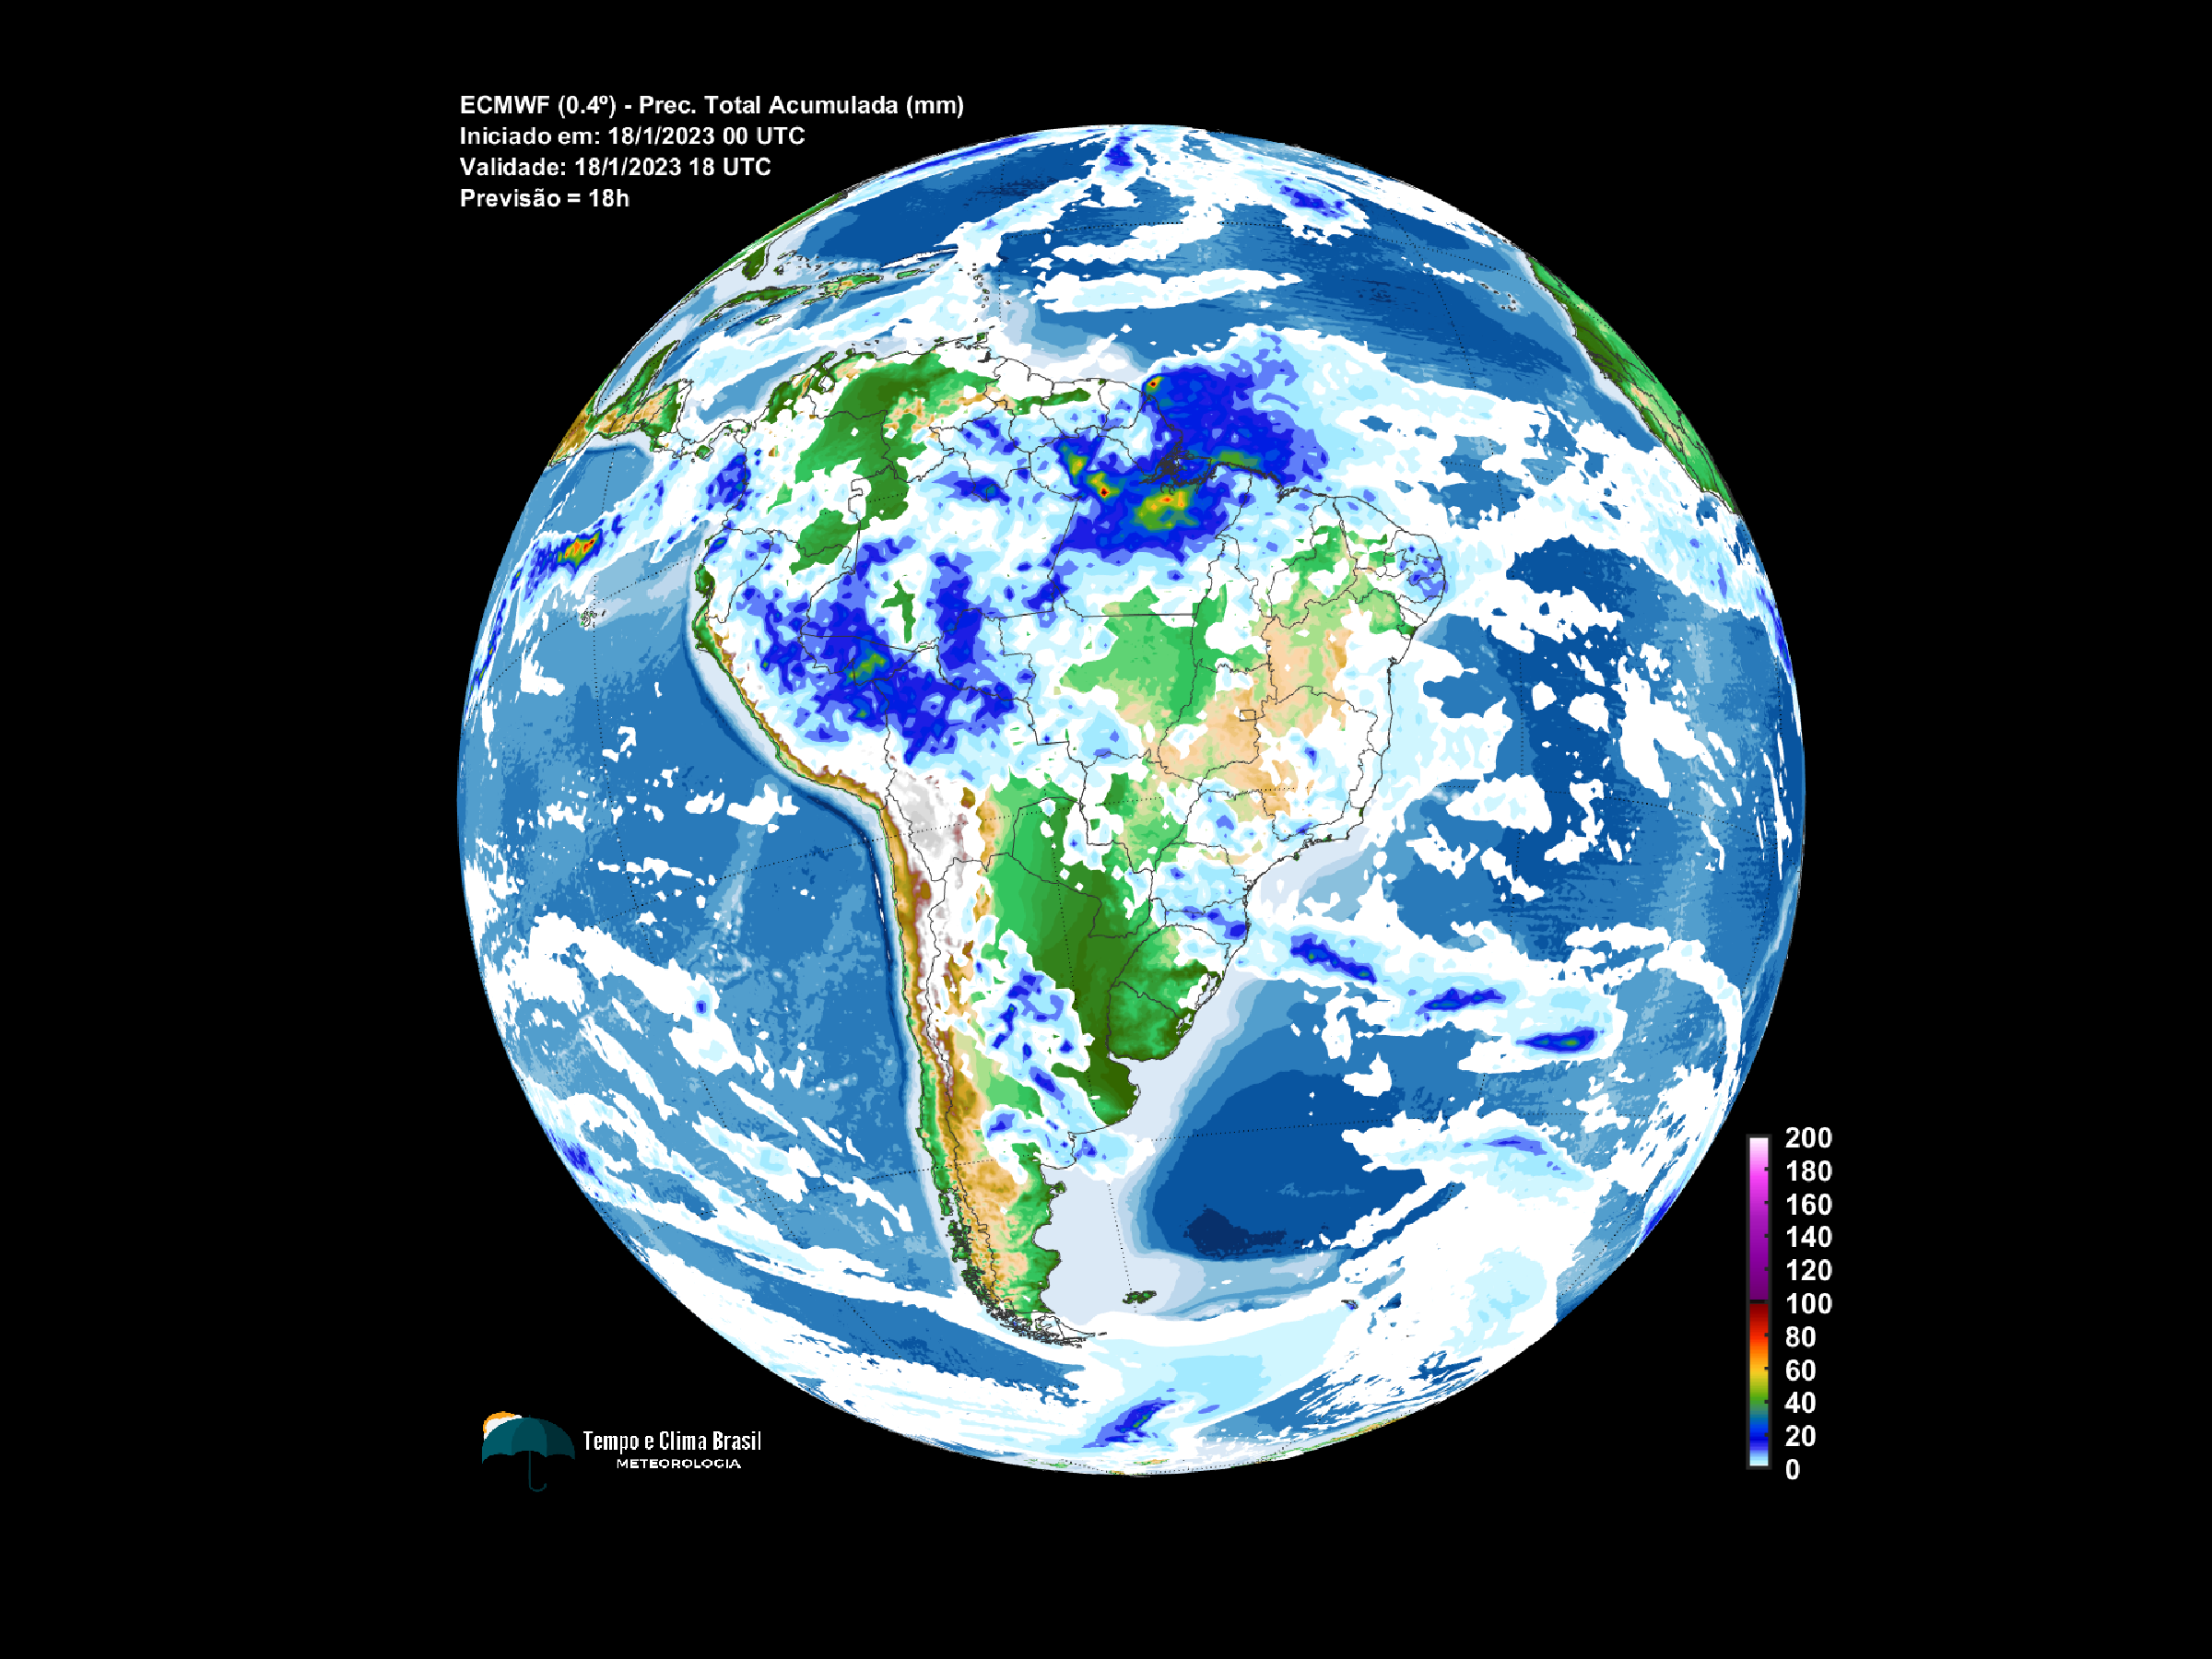 ECMWF (0.4º) - Prec. Total Acumulada (mm)
Iniciado em: 18/1/2023 00 UTC
Validade: 18/1/2023 18 UTC
Previsão = 18h
200
180
160
140
120
100
80
60
40
20
0
Tempo e Clima Brasil
METEOROLOGIA